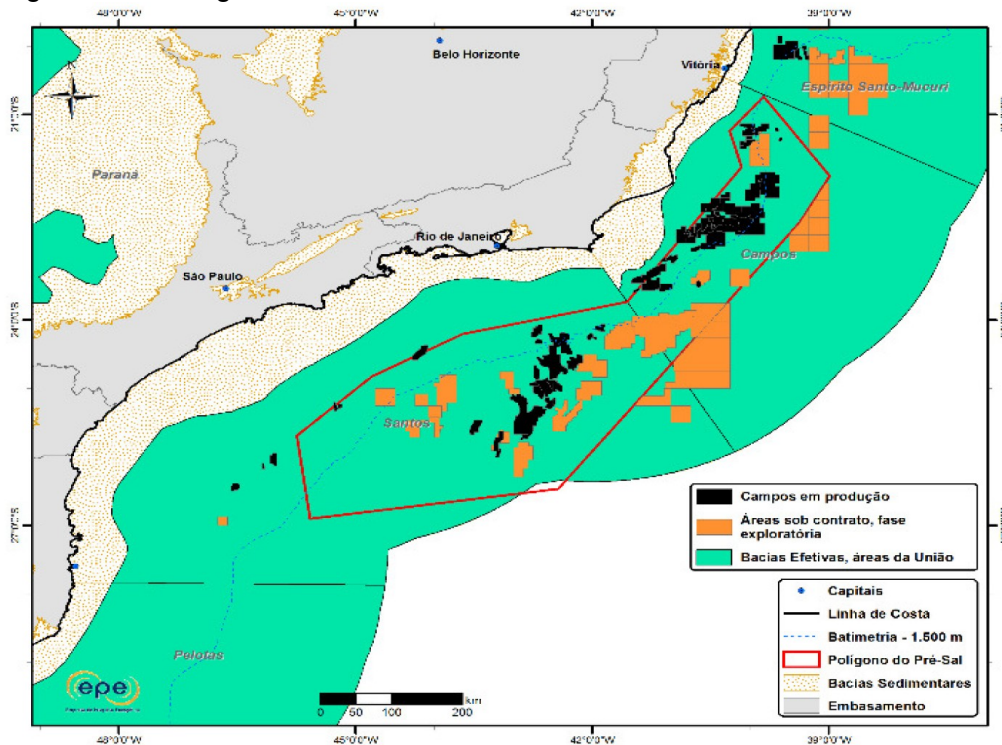 48°0'0"W 45°0'0"W 42°0'0"W 39°0'0"W
Belo Horizonte
Vitória
Espírito Santo-Mucuri
21°0'0"S
Paraná
Rio de Janeiro
Campos
São Paulo
24°0'0"S
Santos
Campos em produção
Áreas sob contrato, fase
exploratória
Bacias Efetivas, áreas da União
27°0'0"S
Capitais
Linha de Costa
Batimetria - 1.500 m
Polígono do Pré-Sal
Bacias Sedimentares
Embasamento
Pelotas
epe
km
0 50 100 200
48°0'0"W 45°0'0"W 42°0'0"W 39°0'0"W